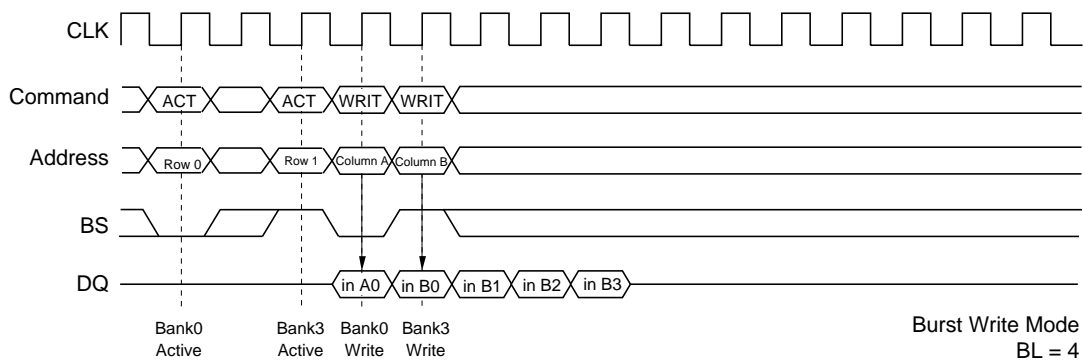 CLK
Command ACT ACT WRIT WRIT
Address Row 0 Row 1 Column A Column B
BS
DQ in A0 in B0 in B1 in B2 in B3
Bank0 Bank3 Bank0 Bank3
Active Active Write Write
Burst Write Mode
BL = 4